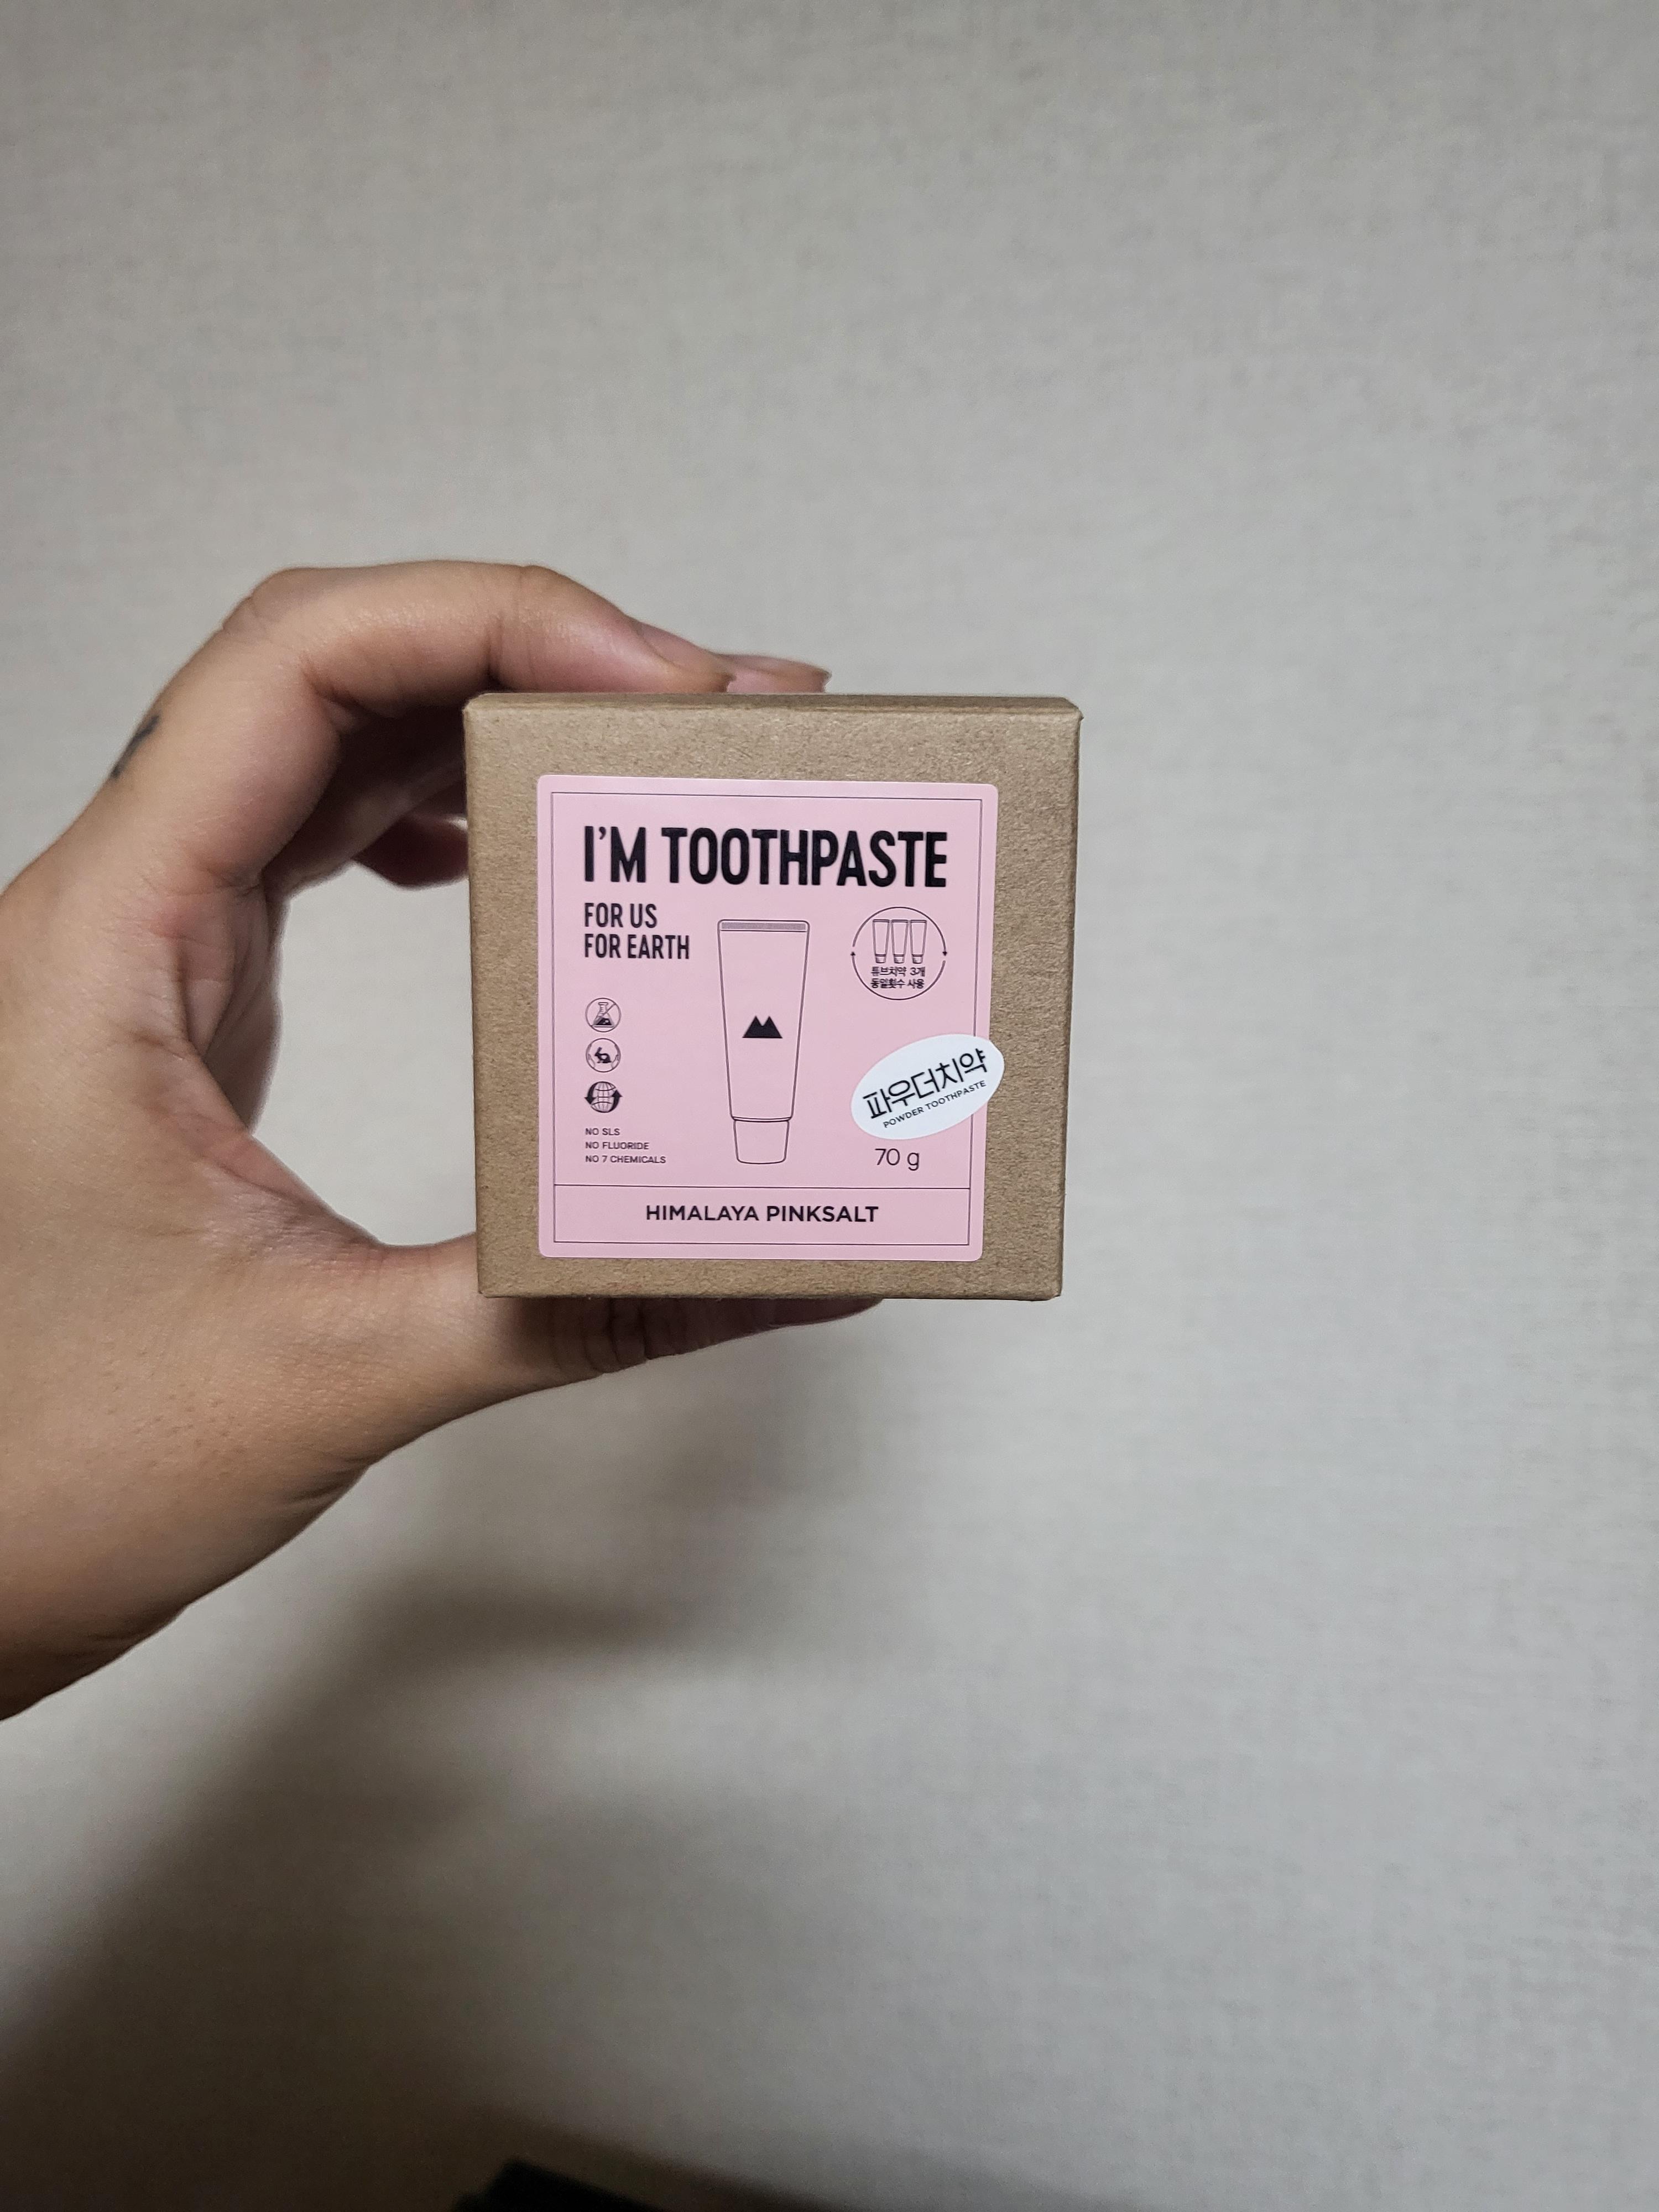 I'M TOOTHPASTE
FOR US
FOR EARTH
튜브치약 3개
동일횟수 사용
파우더치약
POWDER TOOTHPASTE
NO SLS
NO FLUORIDE
NO 7 CHEMICALS
70 g
HIMALAYA PINKSALT